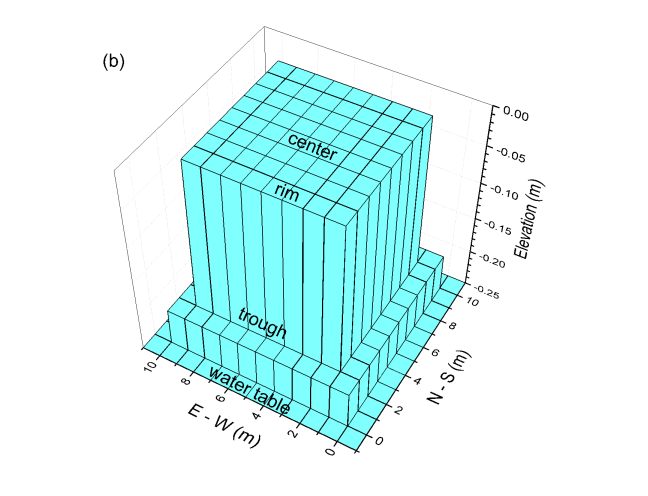 (b)
0.00
-0.05
-0.10
-0.15
-0.20
-0.25
Elevation (m)
center
rim
trough
water table
10
8
6
4
2
0
E - W (m)
10
8
6
4
2
0
N - S (m)